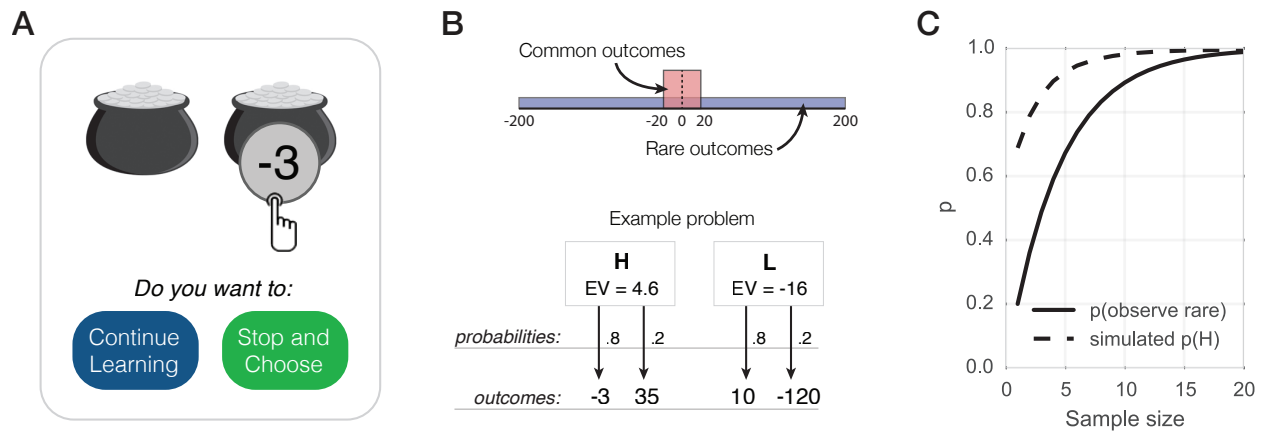 A
-3
Do you want to:
Continue
Learning
Stop and
Choose
B
Common outcomes
-200 -20 0 20 200
Rare outcomes
Example problem
H
EV = 4.6
L
EV = -16
probabilities: .8 .2 .8 .2
outcomes: -3 35 10 -120
C
1.0
0.8
0.6
0.4
0.2
0.0
p
p(observe rare)
simulated p(H)
0 5 10 15 20
Sample size